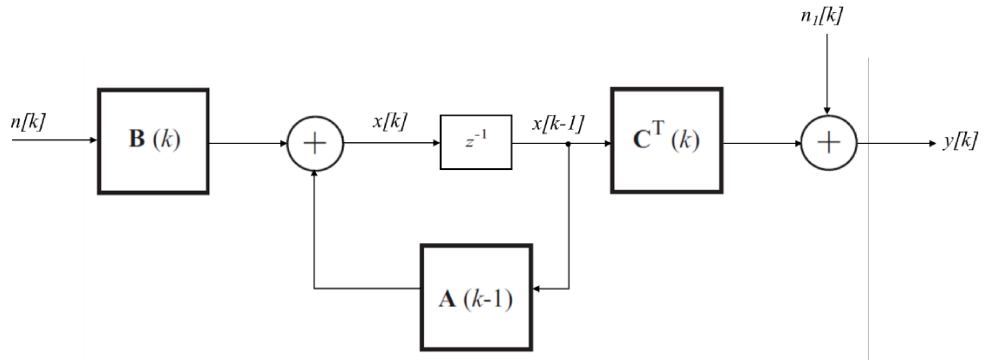 n₁[k]
n[k]
B (k)
+
x[k]
z⁻¹
x[k-1]
Cᵀ (k)
+
y[k]
A (k-1)